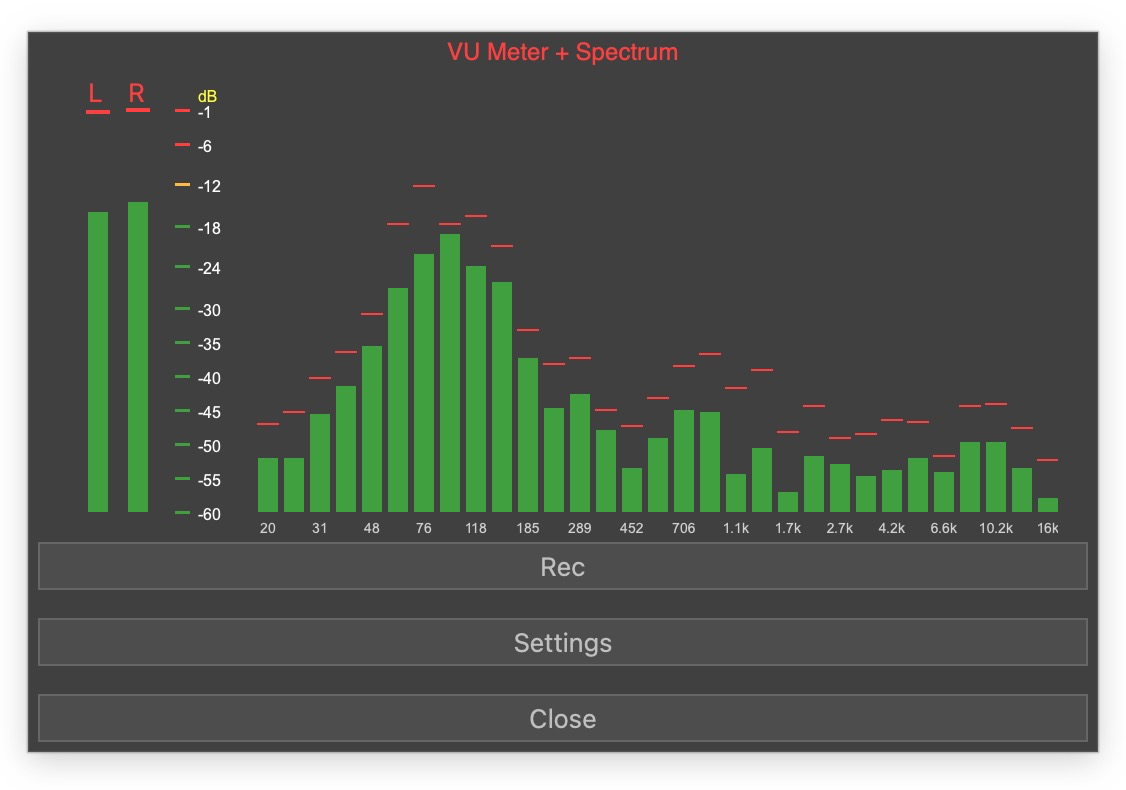 VU Meter + Spectrum
L R
dB
-1
-6
-12
-18
-24
-30
-35
-40
-45
-50
-55
-60
20 31 48 76 118 185 289 452 706 1.1k 1.7k 2.7k 4.2k 6.6k 10.2k 16k
Rec
Settings
Close